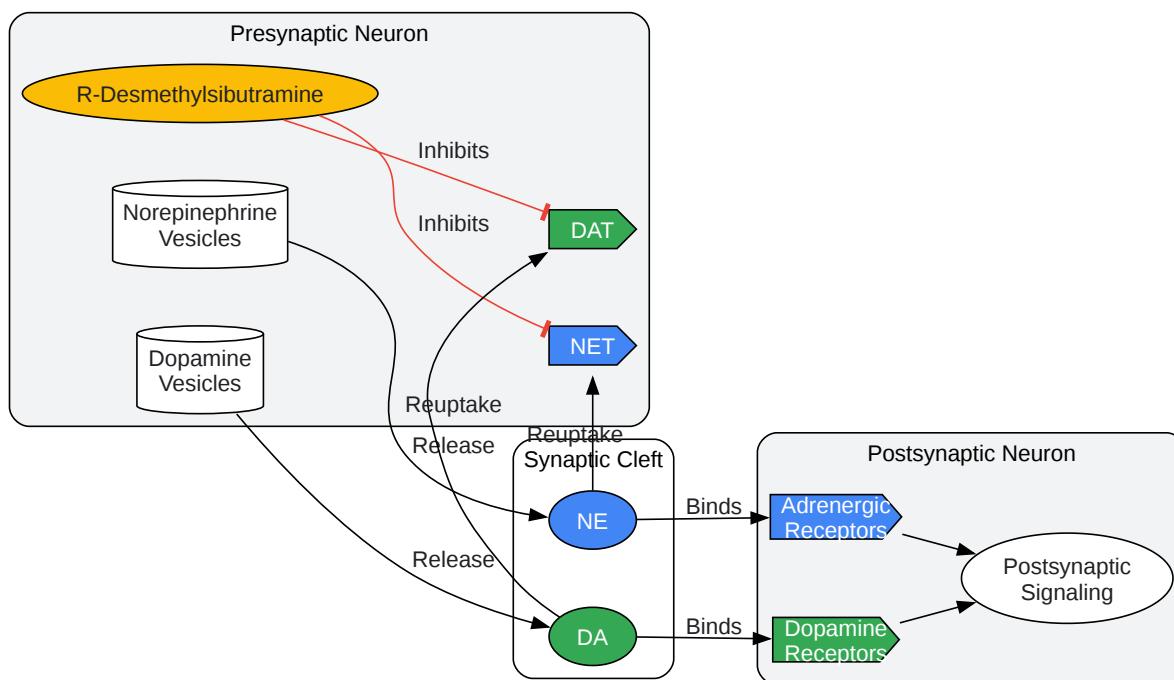 Presynaptic Neuron
R-Desmethylsibutramine
Inhibits
Norepinephrine
Vesicles
Inhibits
DAT
Dopamine
Vesicles
NET
Reuptake
Release
Reuptake
Synaptic Cleft
Postsynaptic Neuron
NE
Binds
Adrenergic
Receptors
Release
Postsynaptic
Signaling
DA
Binds
Dopamine
Receptors